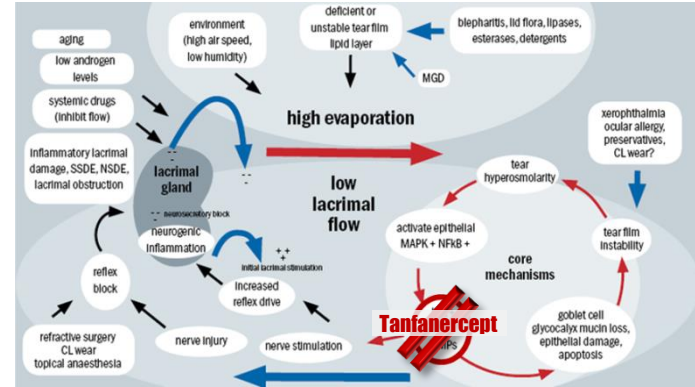 aging
low androgen
levels
systemic drugs
(inhibit flow)
inflammatory lacrimal
damage, SSDE, NSDE,
lacrimal obstruction
environment
(high air speed,
low humidity)
deficient or
unstable tear film
lipid layer
blepharitis, lid flora, lipases,
esterases, detergents
MGD
high evaporation
xerophthalmia
ocular allergy,
preservatives,
CL wear?
lacrimal
gland
-- neurosecritory block
neurogenic
inflammation
low
lacrimal
flow
tear
hyperosmolarity
activate epithelial
MAPK + NFkB +
core
mechanisms
tear film
instability
initial lacrimal stimulation
increased
reflex drive
reflex
block
Tanfanercept
goblet cell
glycocalyx mucin loss,
epithelial damage,
apoptosis
refractive surgery
CL wear
topical anaesthesia
nerve injury
nerve stimulation